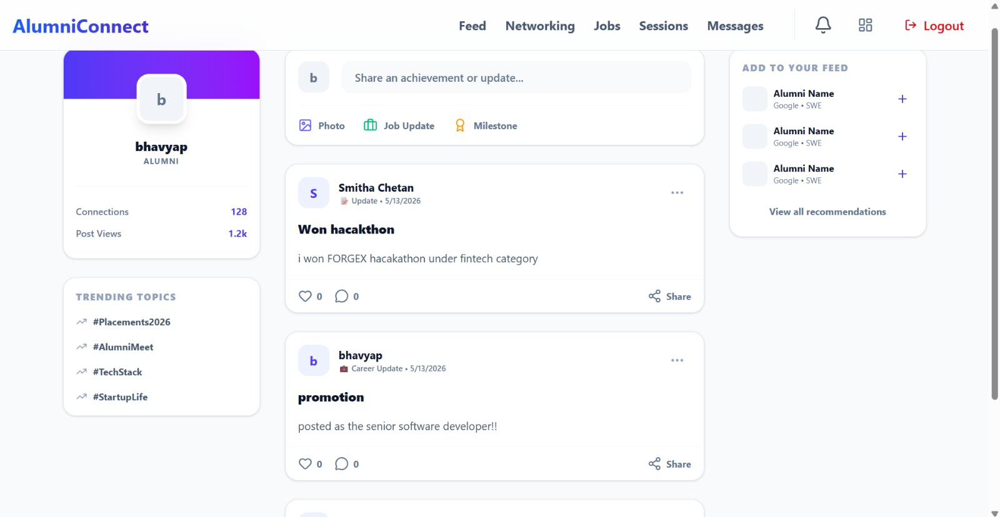 AlumniConnect
Feed
Networking
Jobs
Sessions
Messages
Logout
b
bhavyap
ALUMNI
Connections 128
Post Views 1.2k
TRENDING TOPICS
#Placements2026
#AlumniMeet
#TechStack
#StartupLife
b
Share an achievement or update...
Photo
Job Update
Milestone
S
Smitha Chetan
Update • 5/13/2026
Won hacakthon
i won FORGEX hacakathon under fintech category
0
0
Share
b
bhavyap
Career Update • 5/13/2026
promotion
posted as the senior software developer!!
0
0
Share
ADD TO YOUR FEED
Alumni Name
Google • SWE
Alumni Name
Google • SWE
Alumni Name
Google • SWE
View all recommendations